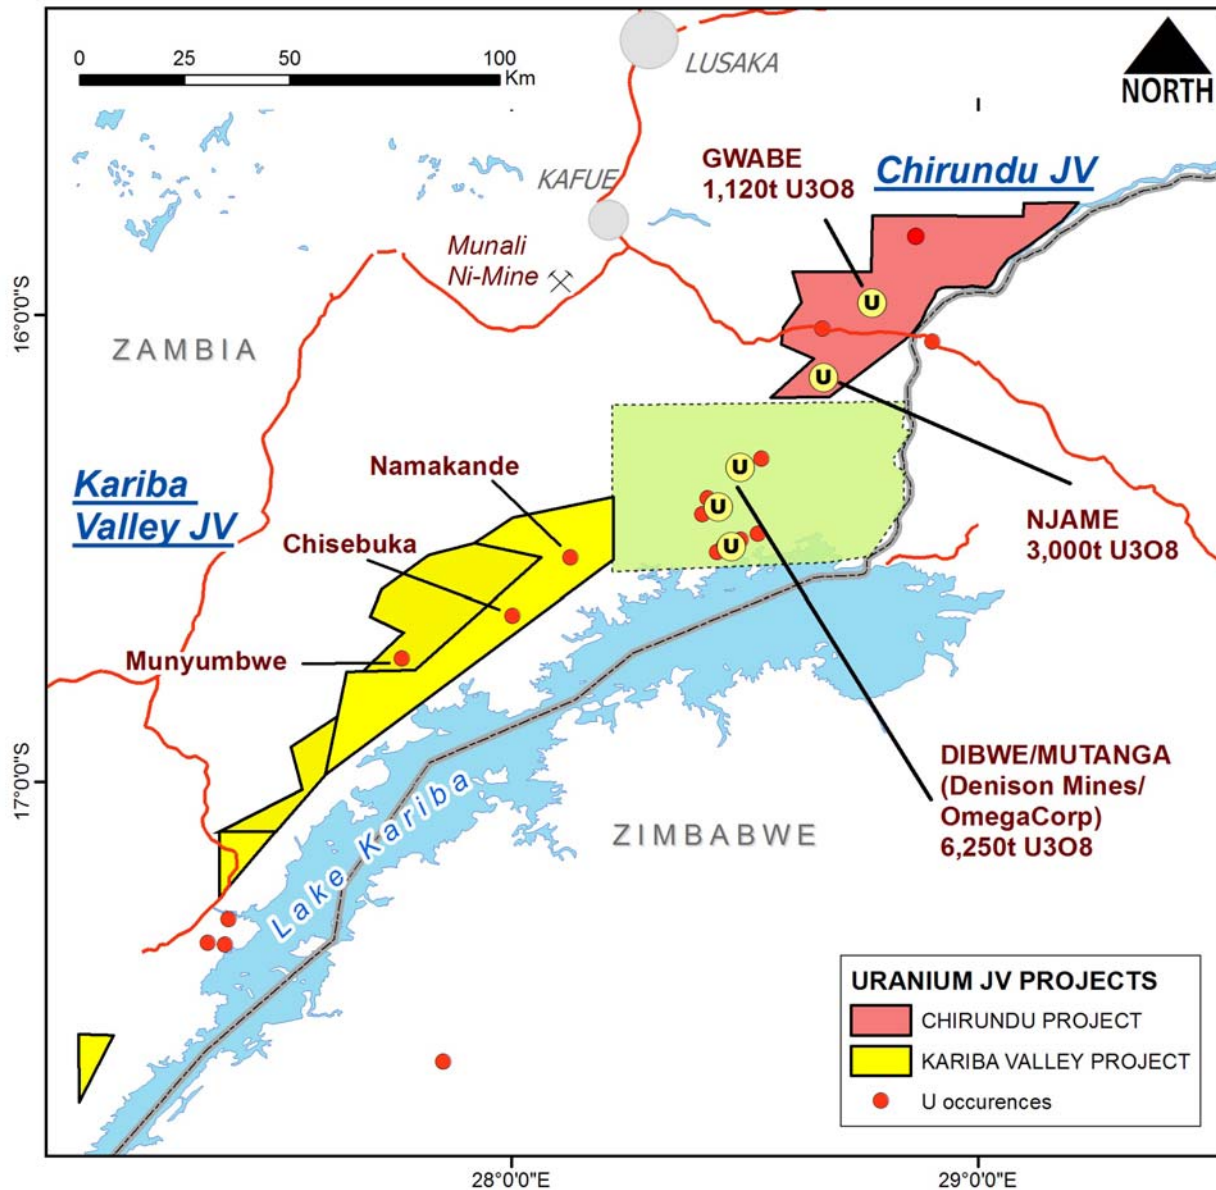 0 25 50 100
Km
NORTH
LUSAKA
GWABE
1,120t U3O8
Chirundu JV
KAFUE
Munali
Ni-Mine
16°0'0"S
ZAMBIA
U
U
Namakande
Kariba
Valley JV
U
U
U
Chisebuka
NJAME
3,000t U3O8
Munyumbwe
DIBWE/MUTANGA
(Denison Mines/
OmegaCorp)
6,250t U3O8
17°0'0"S
Lake Kariba
ZIMBABWE
URANIUM JV PROJECTS
CHIRUNDU PROJECT
KARIBA VALLEY PROJECT
U occurences
28°0'0"E
29°0'0"E